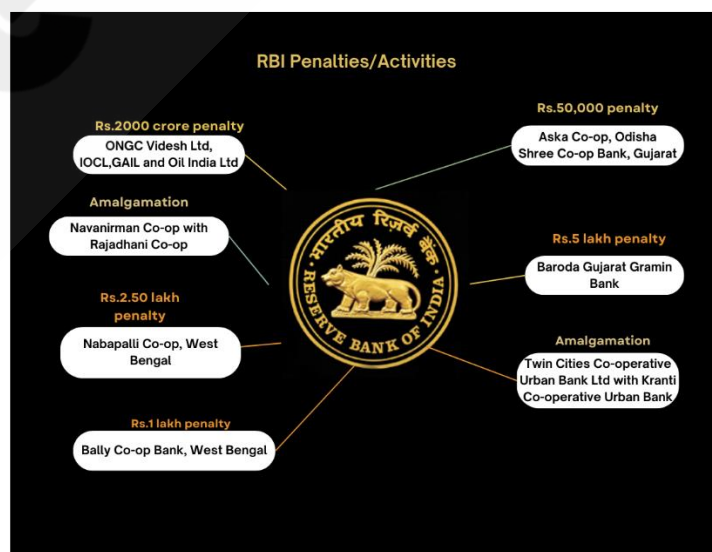 RBI Penalties/Activities
Rs.2000 crore penalty
ONGC Videsh Ltd,
IOCL,GAIL and Oil India Ltd
Amalgamation
Navanirman Co-op with
Rajadhani Co-op
Rs.2.50 lakh
penalty
Nabapalli Co-op, West
Bengal
Rs.1 lakh penalty
Bally Co-op Bank, West Bengal
भारतीय रिज़र्व बैंक
RESERVE BANK OF INDIA
Rs.50,000 penalty
Aska Co-op, Odisha
Shree Co-op Bank, Gujarat
Rs.5 lakh penalty
Baroda Gujarat Gramin
Bank
Amalgamation
Twin Cities Co-operative
Urban Bank Ltd with Kranti
Co-operative Urban Bank